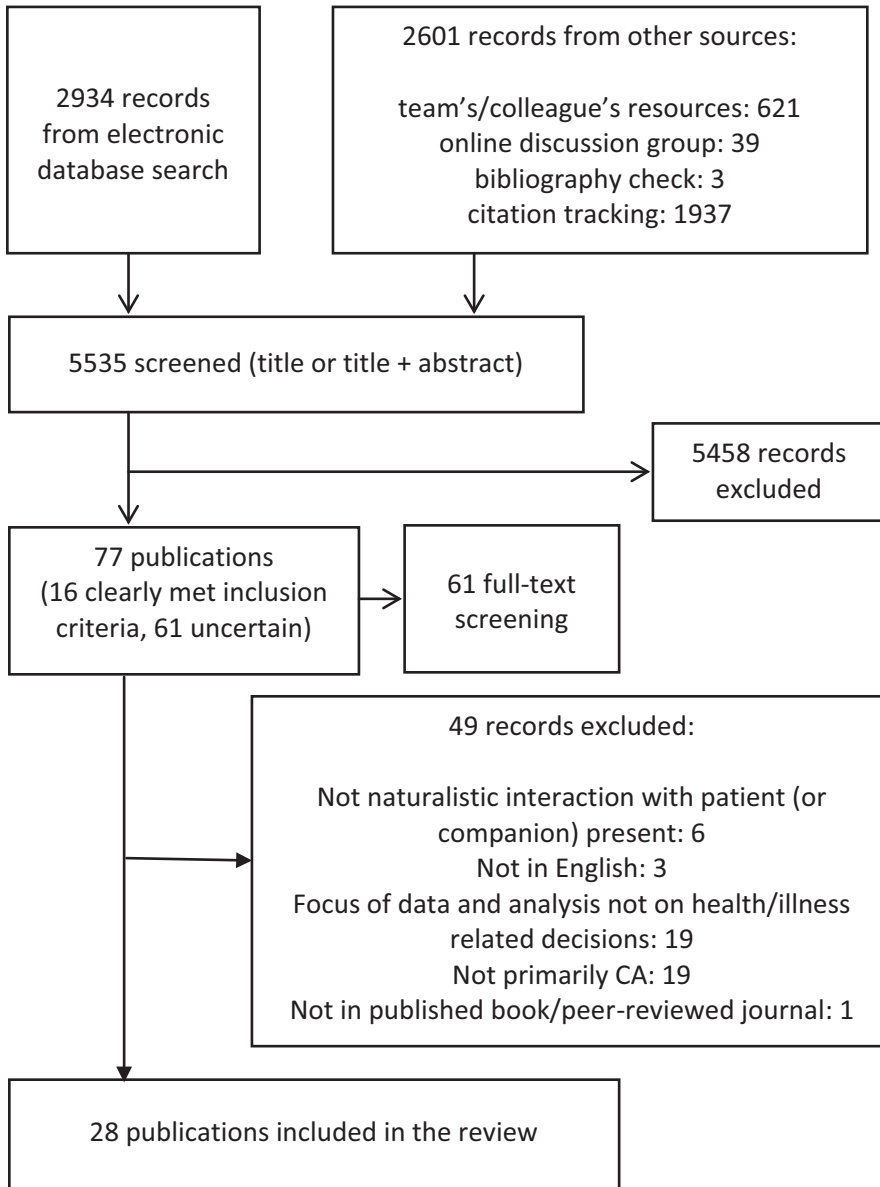 2934 records
from electronic
database search
2601 records from other sources:
team's/colleague's resources: 621
online discussion group: 39
bibliography check: 3
citation tracking: 1937
5535 screened (title or title + abstract)
5458 records
excluded
77 publications
(16 clearly met inclusion
criteria, 61 uncertain)
61 full-text
screening
49 records excluded:
Not naturalistic interaction with patient (or
companion) present: 6
Not in English: 3
Focus of data and analysis not on health/illness
related decisions: 19
Not primarily CA: 19
Not in published book/peer-reviewed journal: 1
28 publications included in the review